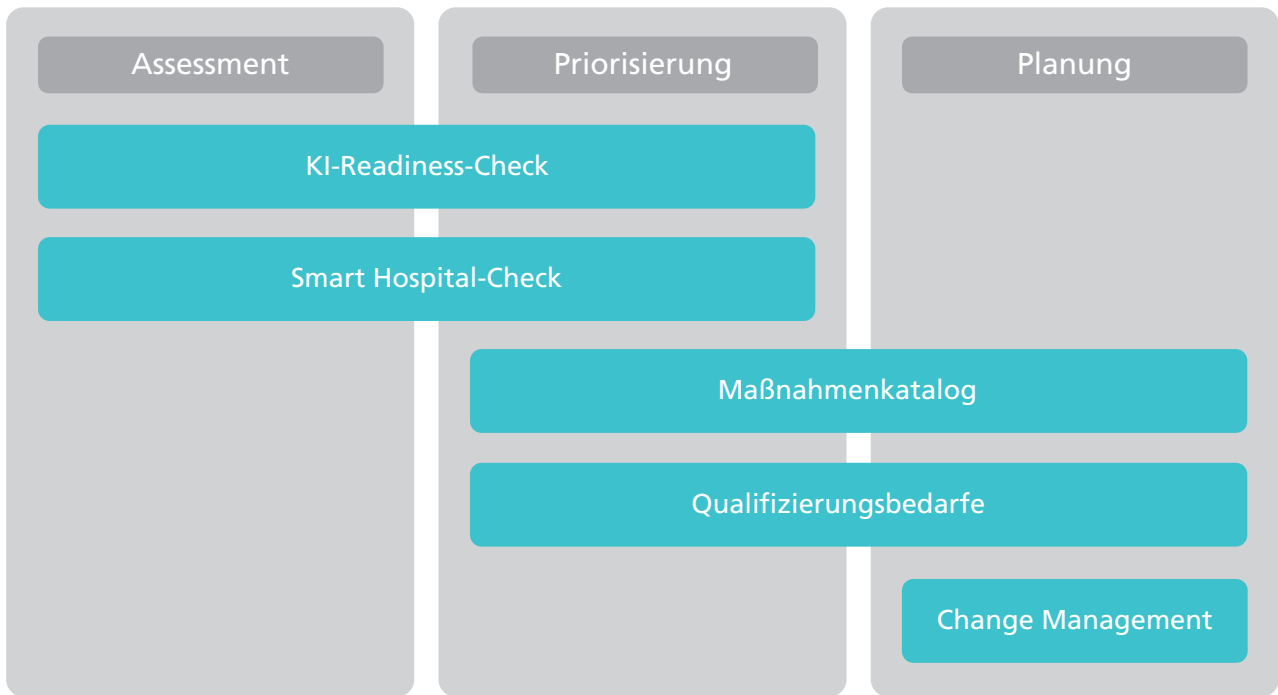 Assessment
Priorisierung
Planung
KI-Readiness-Check
Smart Hospital-Check
Maßnahmenkatalog
Qualifizierungsbedarfe
Change Management